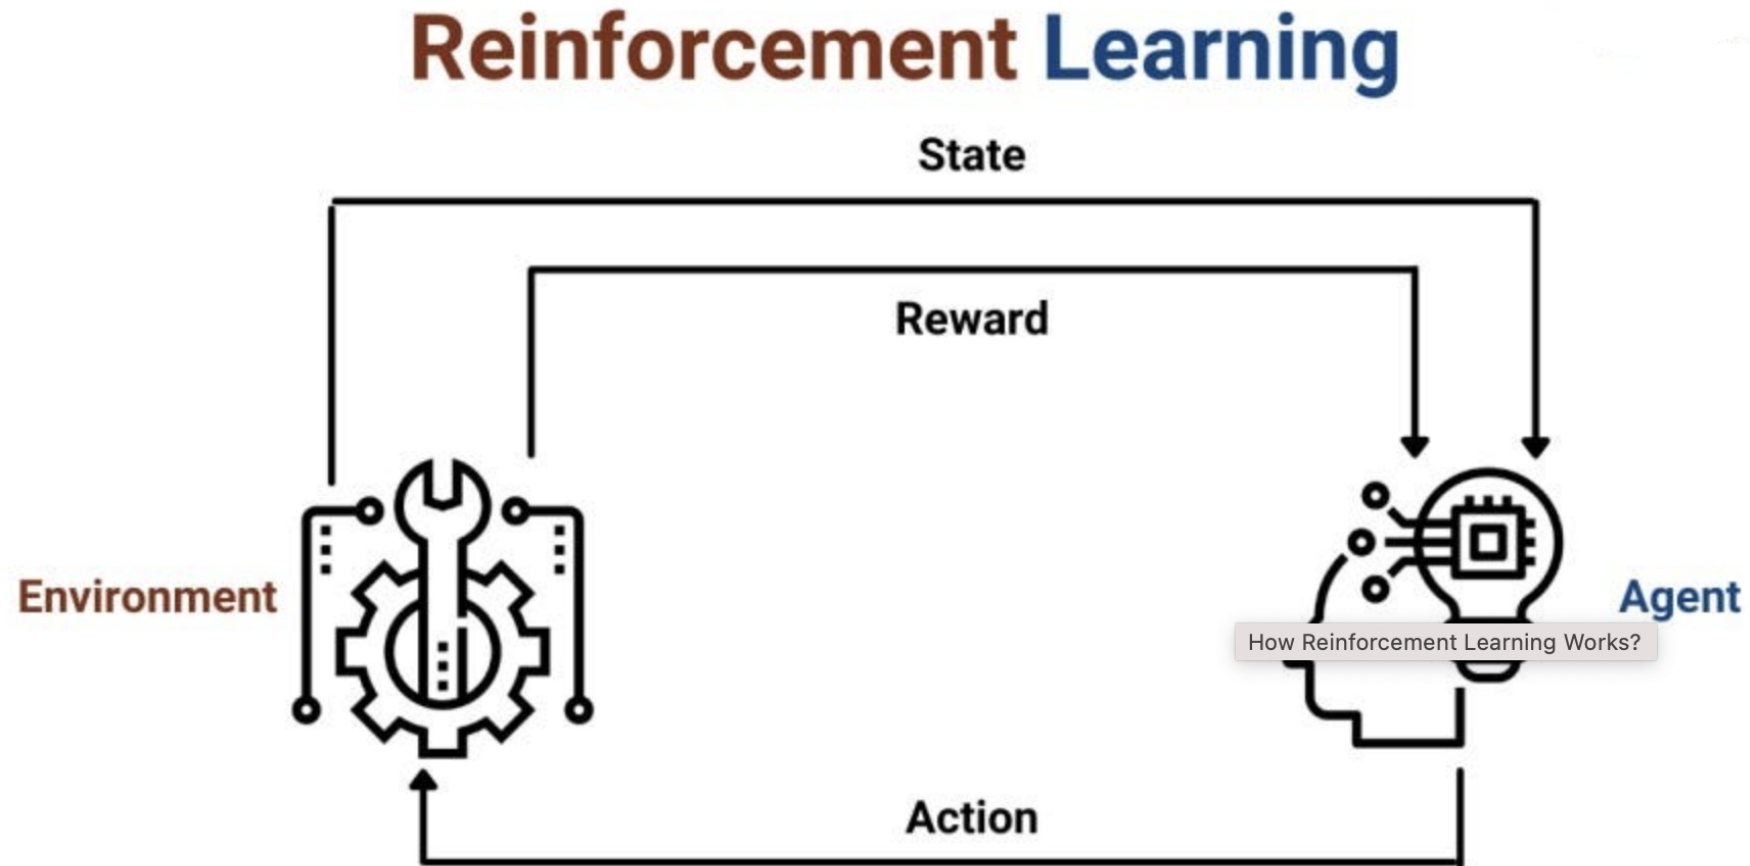 Reinforcement Learning
State
Reward
Environment
Agent
How Reinforcement Learning Works?
Action